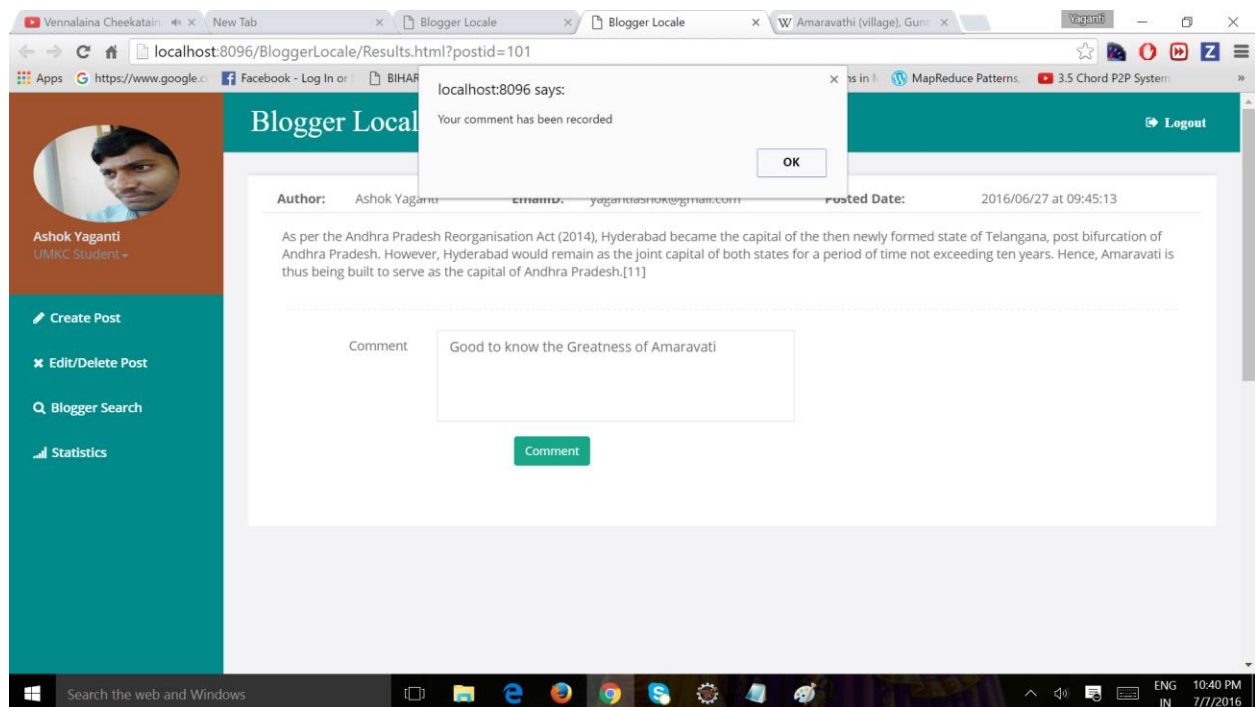 Vennalaina Cheekatain
New Tab
Blogger Locale
Blogger Locale
Amaravathi (village), Gunt
Yaganti
localhost:8096/BloggerLocale/Results.html?postid=101
Apps
https://www.google.c
Facebook - Log In or
BIHAR
ns in
MapReduce Patterns,
3.5 Chord P2P System
localhost:8096 says:
Your comment has been recorded
OK
Blogger Local
Logout
Ashok Yaganti
UMKC Student
Create Post
Edit/Delete Post
Blogger Search
Statistics
Author: Ashok Yaganti EmailID: yagantiashok@gmail.com Posted Date: 2016/06/27 at 09:45:13
As per the Andhra Pradesh Reorganisation Act (2014), Hyderabad became the capital of the then newly formed state of Telangana, post bifurcation of
Andhra Pradesh. However, Hyderabad would remain as the joint capital of both states for a period of time not exceeding ten years. Hence, Amaravati is
thus being built to serve as the capital of Andhra Pradesh.[11]
Comment
Good to know the Greatness of Amaravati
Comment
Search the web and Windows
ENG 10:40 PM
IN 7/7/2016